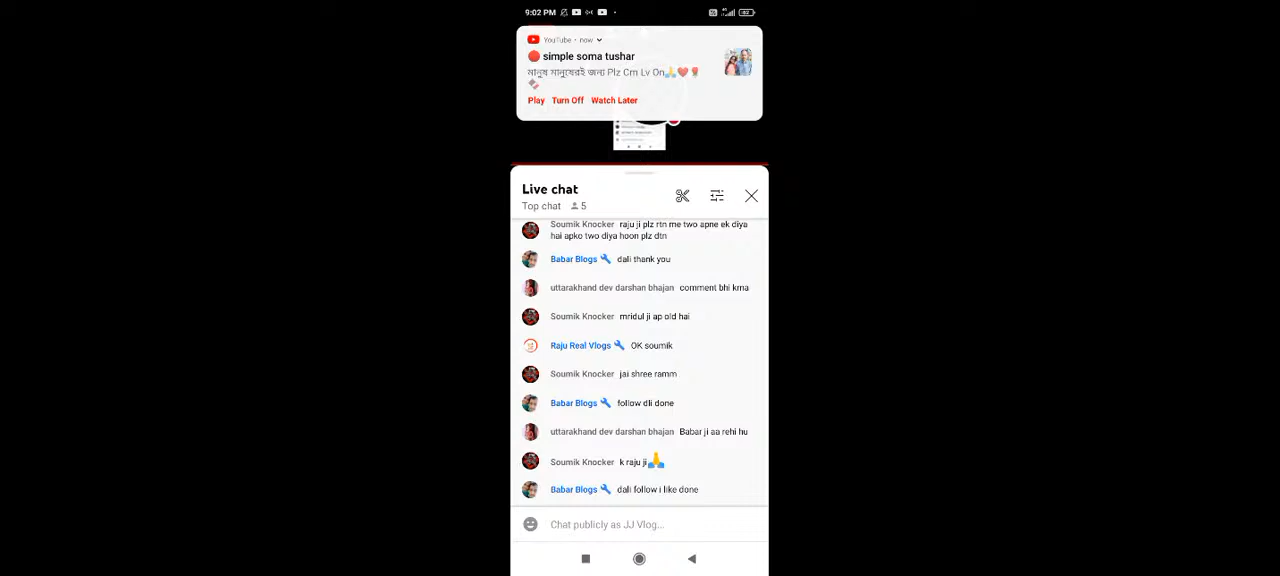 9:02 PM
YouTube • now
🔴 simple soma tushar
মানুষ মানুষেরই জন্য Plz Cm Lv On🙏❤️🌹
🍫
Play Turn Off Watch Later
Live chat
Top chat 5
Soumik Knocker raju ji plz rtn me two apne ek diya
hai apko two diya hoon plz dtn
Babar Blogs 🔧 dali thank you
uttarakhand dev darshan bhajan comment bhi krna
Soumik Knocker mridul ji ap old hai
Raju Real Vlogs 🔧 OK soumik
Soumik Knocker jai shree ramm
Babar Blogs 🔧 follow dli done
uttarakhand dev darshan bhajan Babar ji aa rehi hu
Soumik Knocker k raju ji🙏
Babar Blogs 🔧 dali follow i like done
Chat publicly as JJ Vlog...